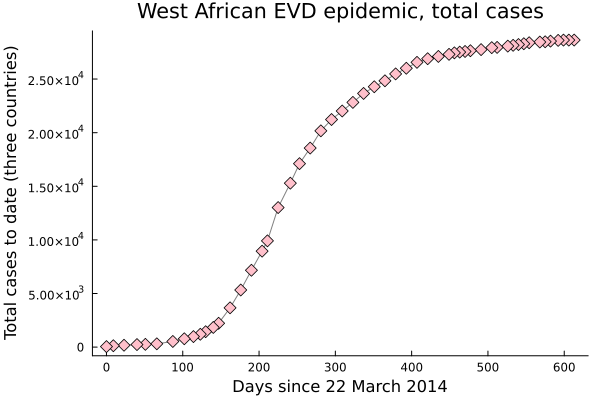 West African EVD epidemic, total cases
Total cases to date (three countries)
2.50×10⁴
2.00×10⁴
1.50×10⁴
1.00×10⁴
5.00×10³
0
0 100 200 300 400 500 600
Days since 22 March 2014